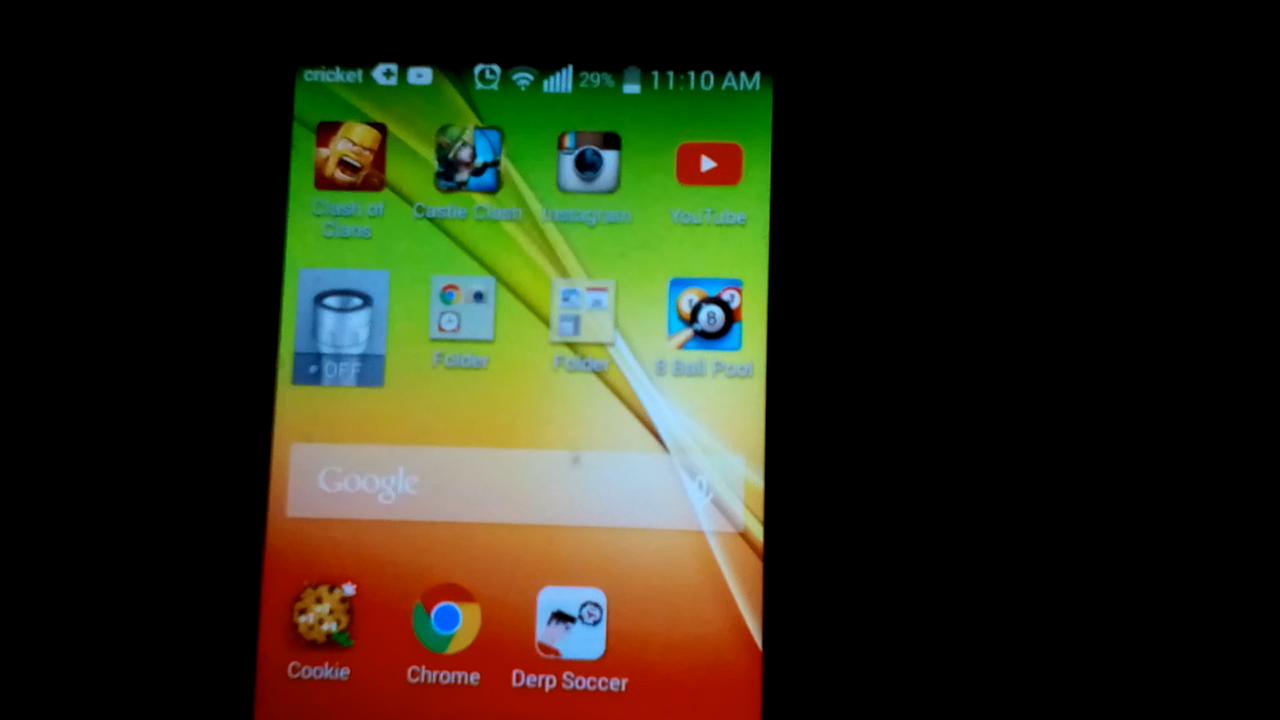 cricket 29% 11:10 AM
Clash of Clans Castle Clash Instagram YouTube
OFF Folder Folder 8 Ball Pool
Google
Cookie Chrome Derp Soccer